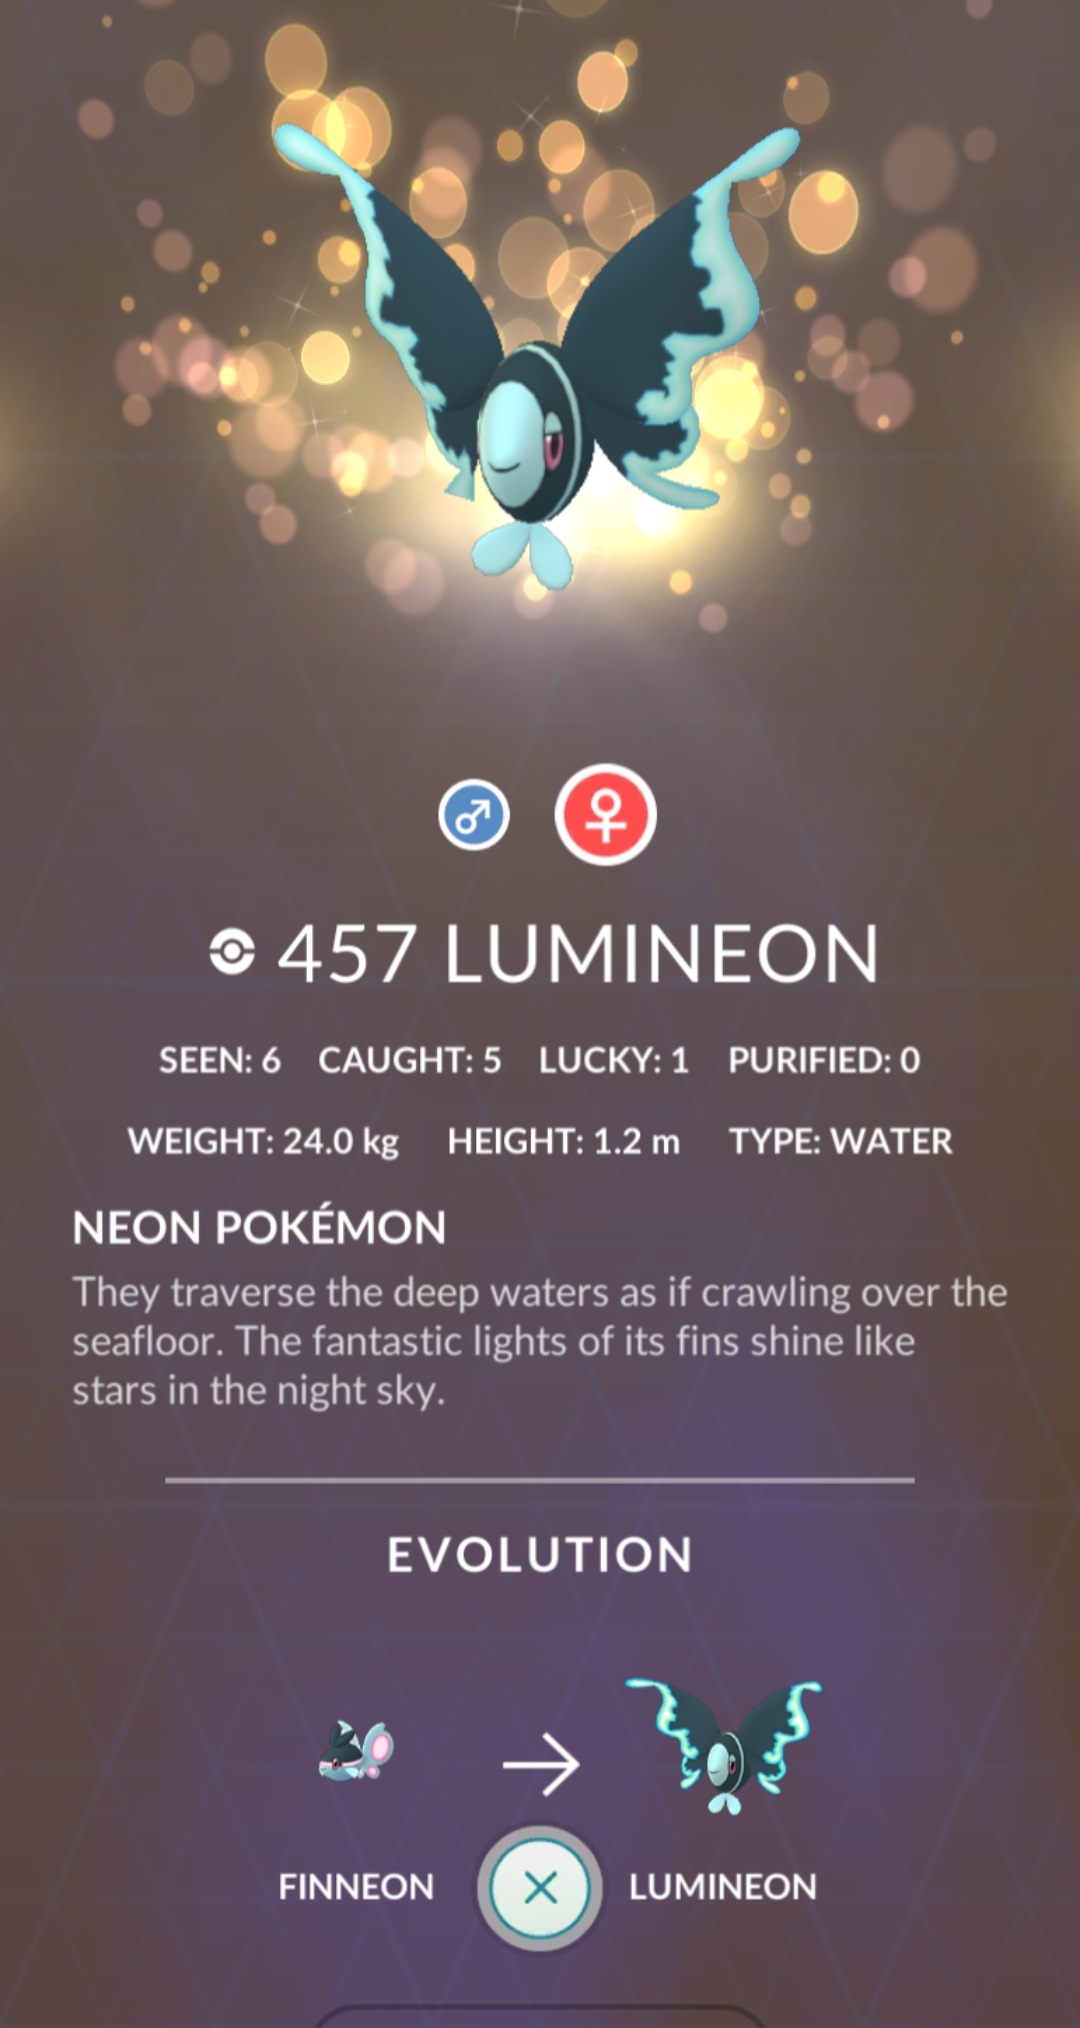 457 LUMINEON
SEEN: 6 CAUGHT: 5 LUCKY: 1 PURIFIED: 0
WEIGHT: 24.0 kg HEIGHT: 1.2 m TYPE: WATER
NEON POKÉMON
They traverse the deep waters as if crawling over the
seafloor. The fantastic lights of its fins shine like
stars in the night sky.
EVOLUTION
FINNEON LUMINEON